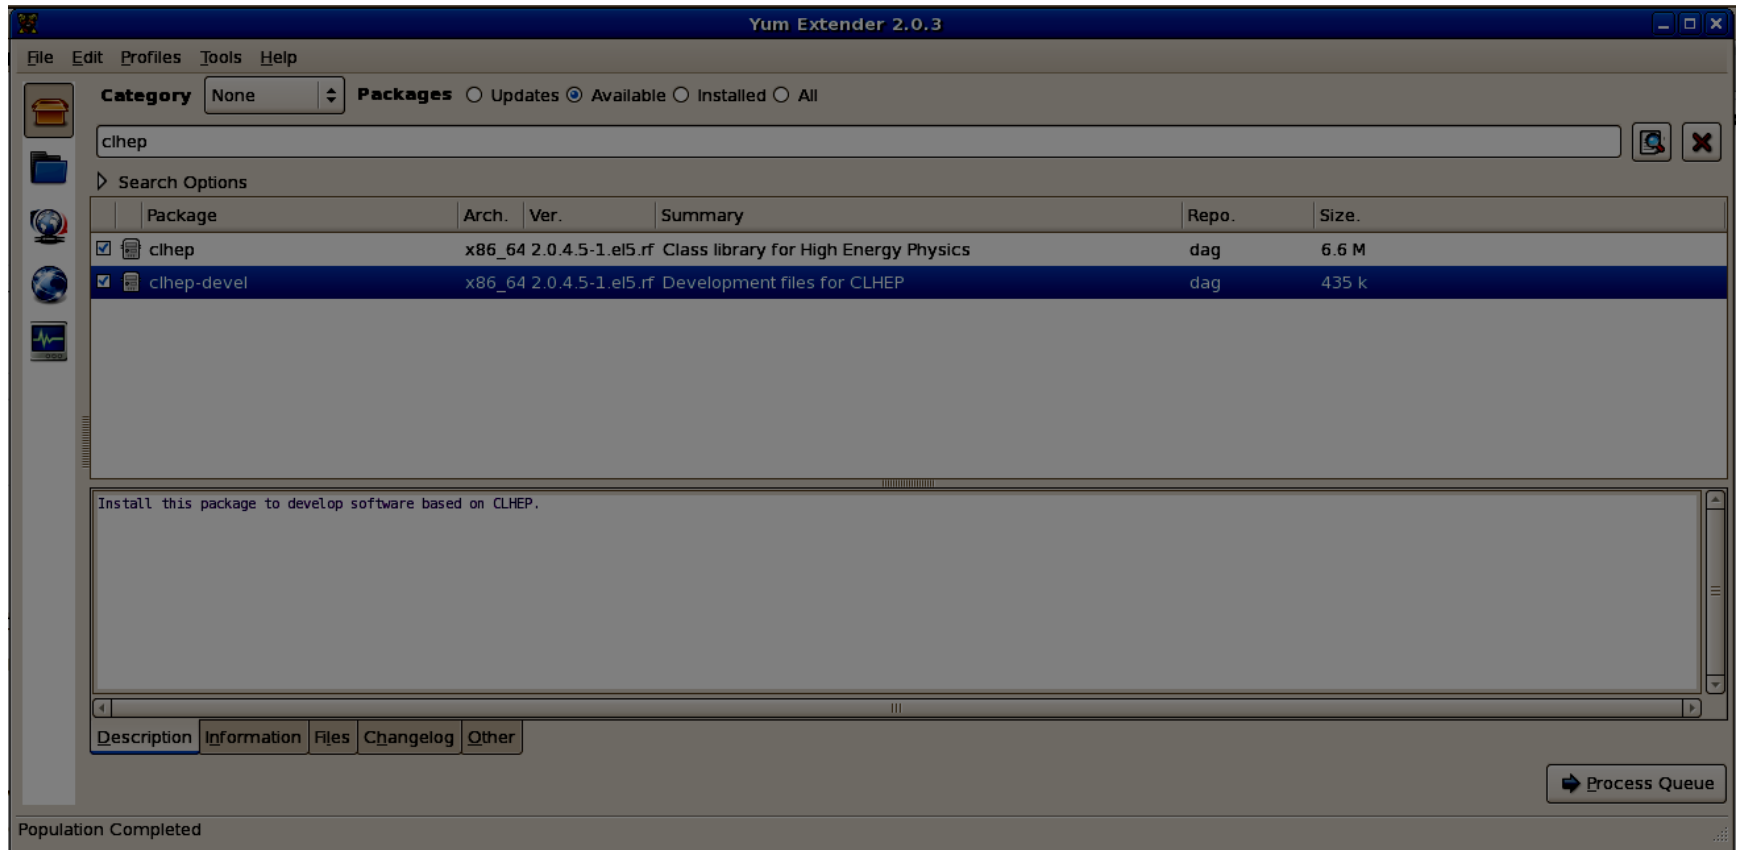 Yum Extender 2.0.3
File Edit Profiles Tools Help
Category None Packages Updates Available Installed All
clhep
Search Options
Package Arch. Ver. Summary Repo. Size.
clhep x86_64 2.0.4.5-1.el5.rf Class library for High Energy Physics dag 6.6 M
clhep-devel x86_64 2.0.4.5-1.el5.rf Development files for CLHEP dag 435 k
Install this package to develop software based on CLHEP.
Description Information Files Changelog Other
Process Queue
Population Completed